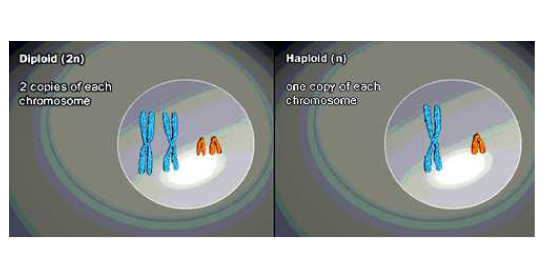 Diploid (2n)
2 copies of each
chromosome
Haploid (n)
one copy of each
chromosome